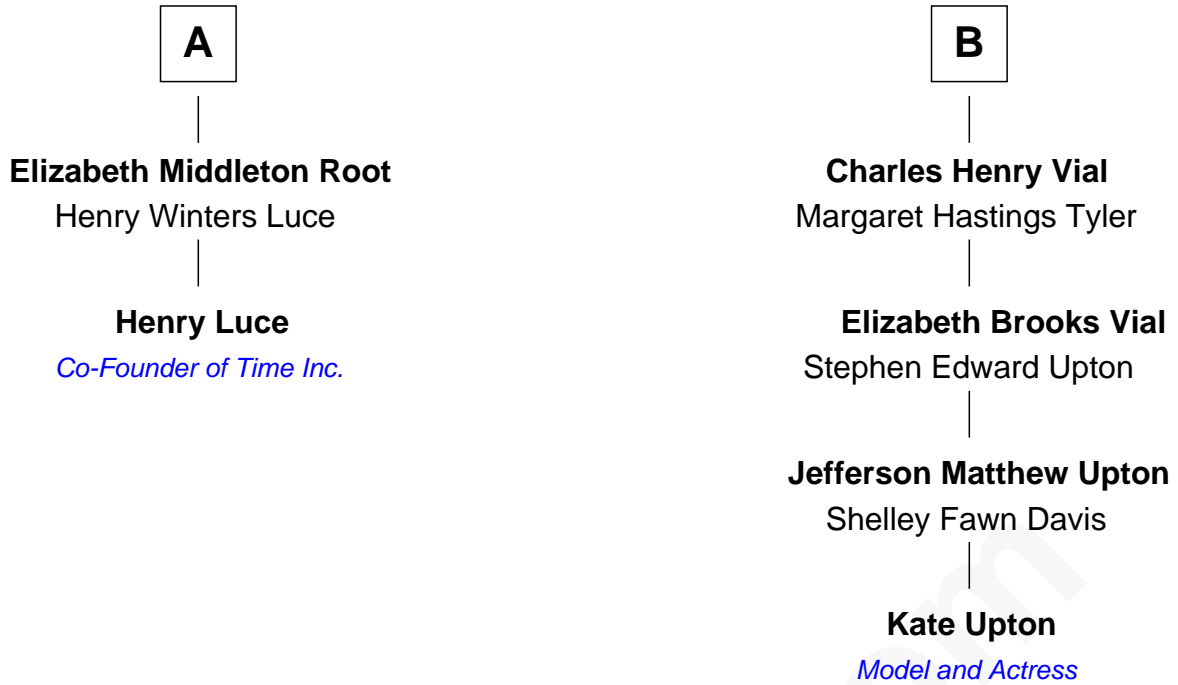 A
Elizabeth Middleton Root
Henry Winters Luce
Henry Luce
Co-Founder of Time Inc.
B
Charles Henry Vial
Margaret Hastings Tyler
Elizabeth Brooks Vial
Stephen Edward Upton
Jefferson Matthew Upton
Shelley Fawn Davis
Kate Upton
Model and Actress